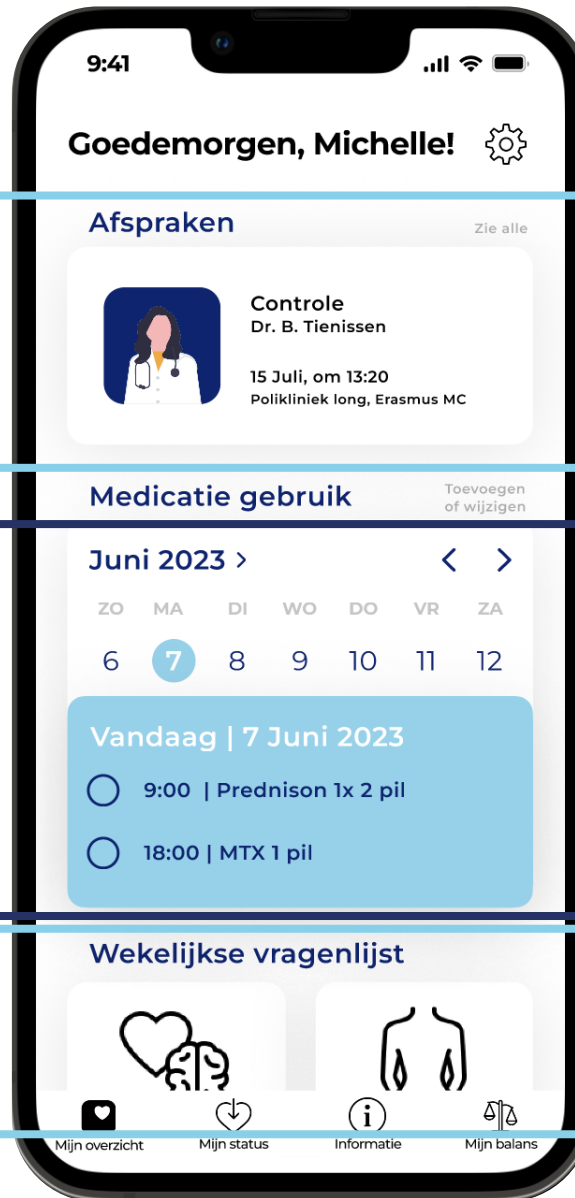 9:41
Goedemorgen, Michelle!
Afspraken
Zie alle
Controle
Dr. B. Tienissen
15 Juli, om 13:20
Polikliniek long, Erasmus MC
Medicatie gebruik
Toevoegen
of wijzigen
Juni 2023 >
< >
ZO MA DI WO DO VR ZA
6 7 8 9 10 11 12
Vandaag | 7 Juni 2023
9:00 | Prednison 1x 2 pil
18:00 | MTX 1 pil
Wekelijkse vragenlijst
Mijn overzicht Mijn status Informatie Mijn balans